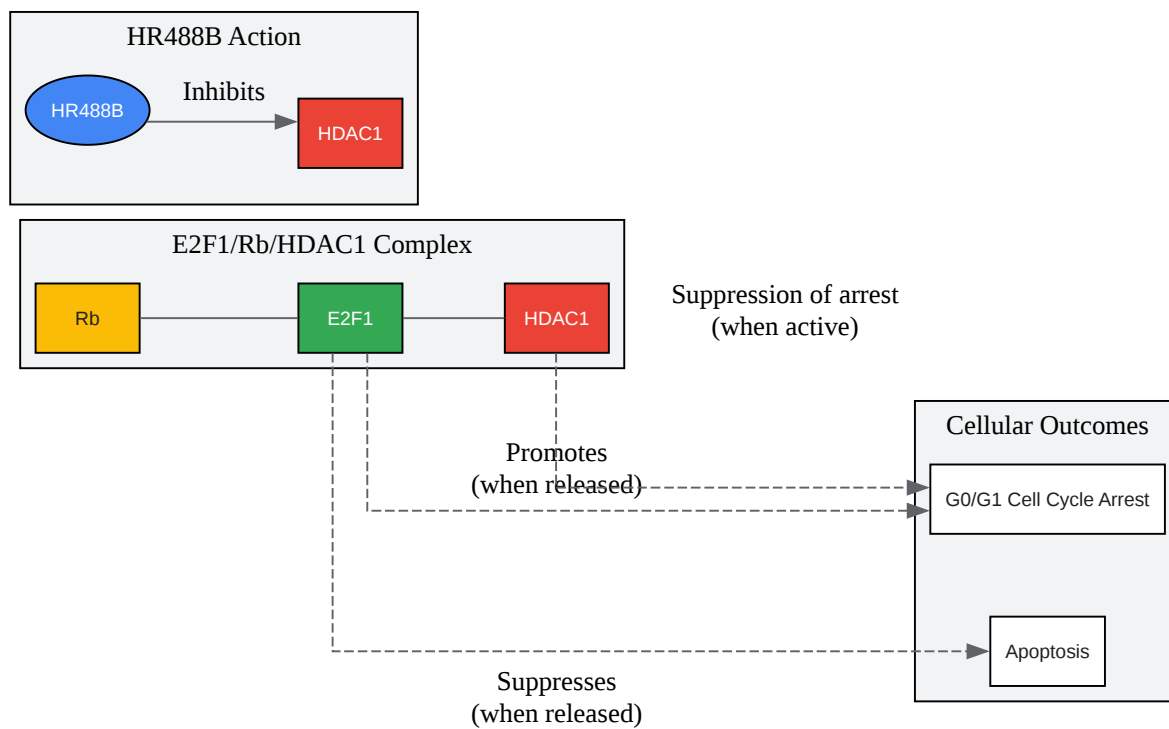 HR488B Action
HR488B
Inhibits
HDAC1
E2F1/Rb/HDAC1 Complex
Rb
E2F1
HDAC1
Suppression of arrest
(when active)
Cellular Outcomes
Promotes
(when released)
G0/G1 Cell Cycle Arrest
Apoptosis
Suppresses
(when released)